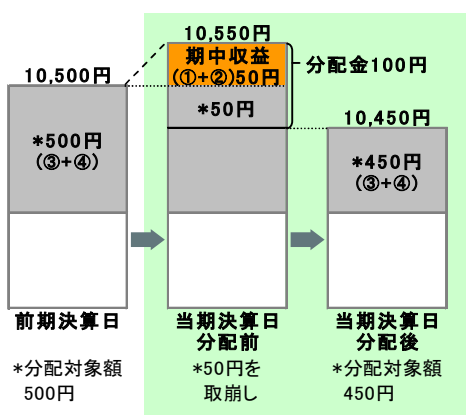 10,550円
期中収益
(①+②)50円
分配金100円
10,500円
*50円
10,450円
*500円
(③+④)
*450円
(③+④)
前期決算日
当期決算日
分配前
当期決算日
分配後
*分配対象額
500円
*50円を
取崩し
*分配対象額
450円